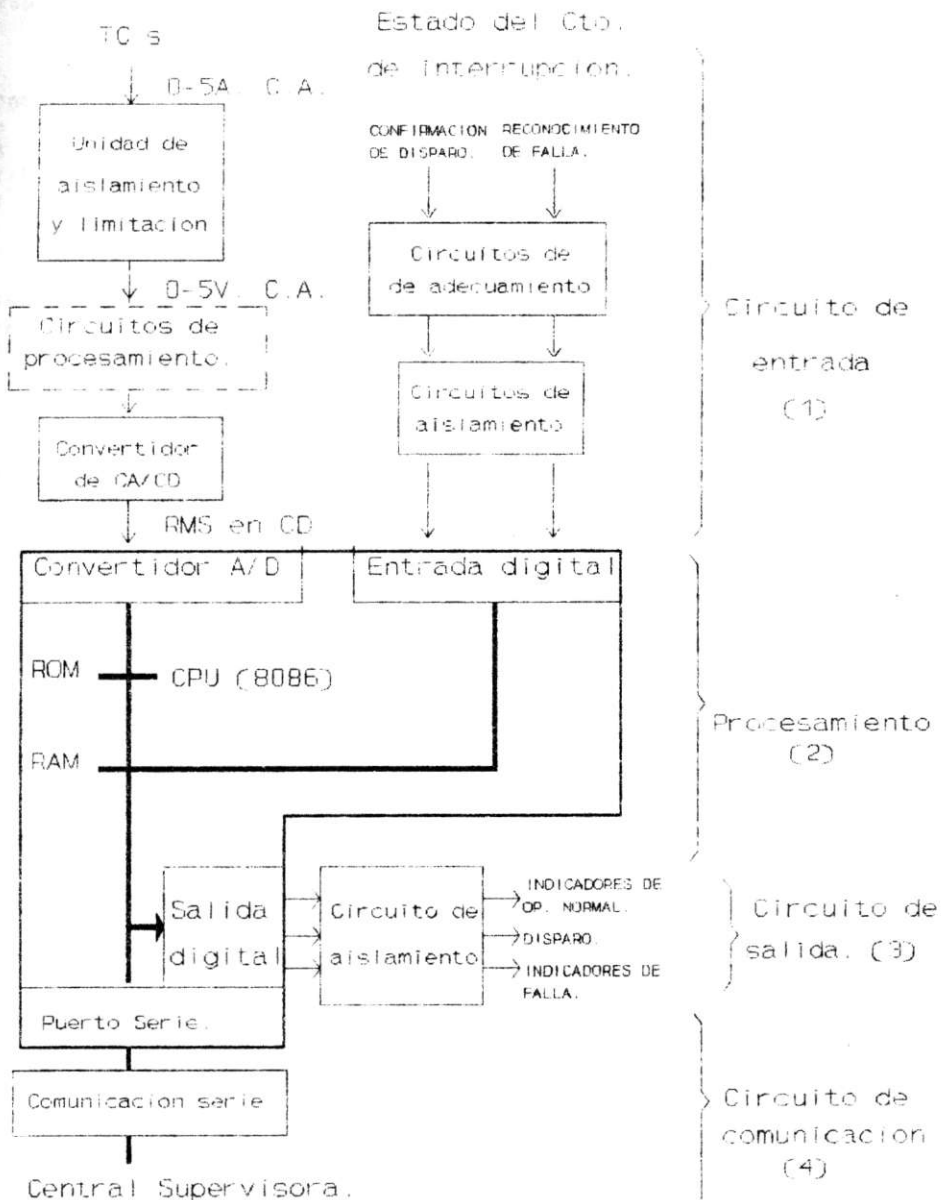 TC s
0-5A. C.A.
Unidad de
aislamiento
y limitacion
0-5V. C.A.
Circuitos de
procesamiento.
Convertidor
de CA/CD
RMS en CD
Estado del Cto.
de interrupcion.
CONFIRMACION
DE DISPARO.
RECONOCIMIENTO
DE FALLA.
Circuitos de
de adecuamiento
Circuitos de
aislamiento
Circuito de
entrada
(1)
Convertidor A/D
Entrada digital
ROM
CPU (8086)
RAM
Procesamiento
(2)
Salida
digital
Circuito de
aislamiento
INDICADORES DE
OP. NORMAL.
DISPARO.
INDICADORES DE
FALLA.
Circuito de
salida. (3)
Puerto Serie.
Comunicacion serie
Central Supervisora.
Circuito de
comunicacion
(4)